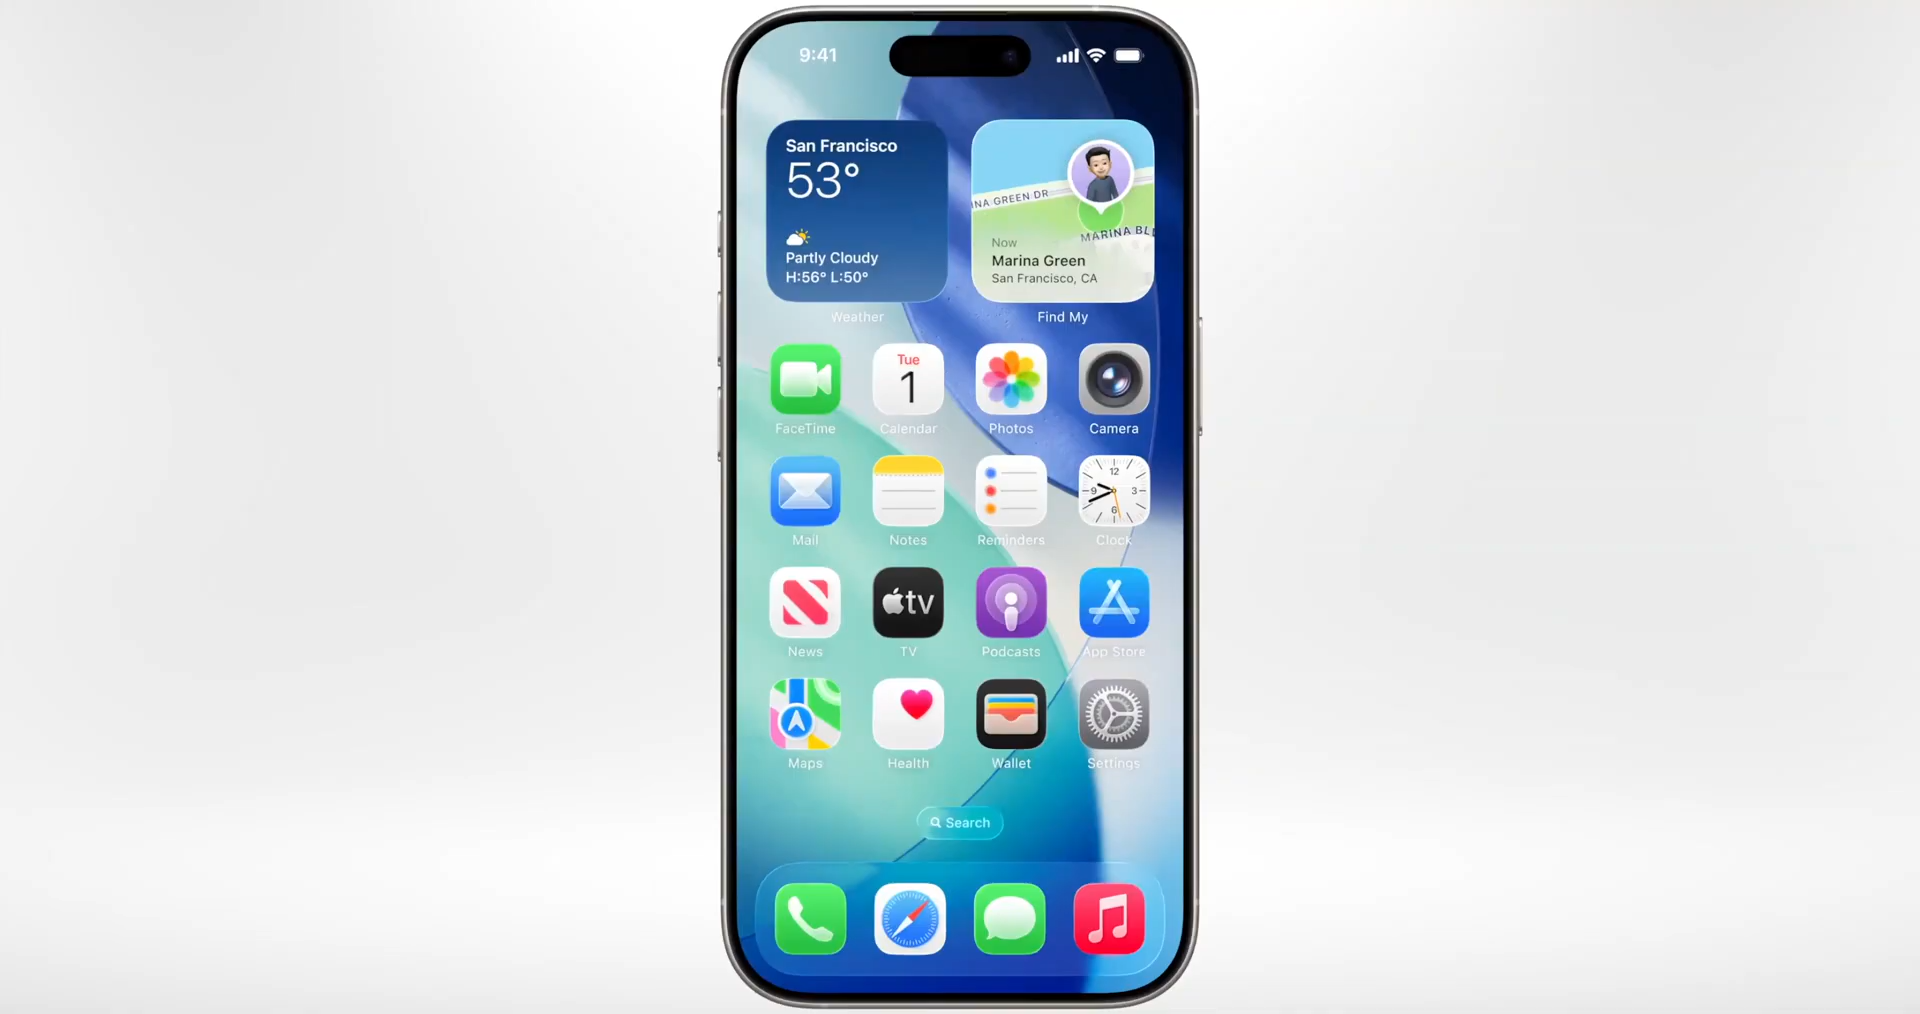 9:41
San Francisco
53°
Partly Cloudy
H:56° L:50°
Weather
INA GREEN DR
MARINA BL
Now
Marina Green
San Francisco, CA
Find My
Tue
1
FaceTime
Calendar
Photos
Camera
12
9
3
6
Mail
Notes
Reminders
Clock
tv
News
TV
Podcasts
App Store
Maps
Health
Wallet
Settings
Search